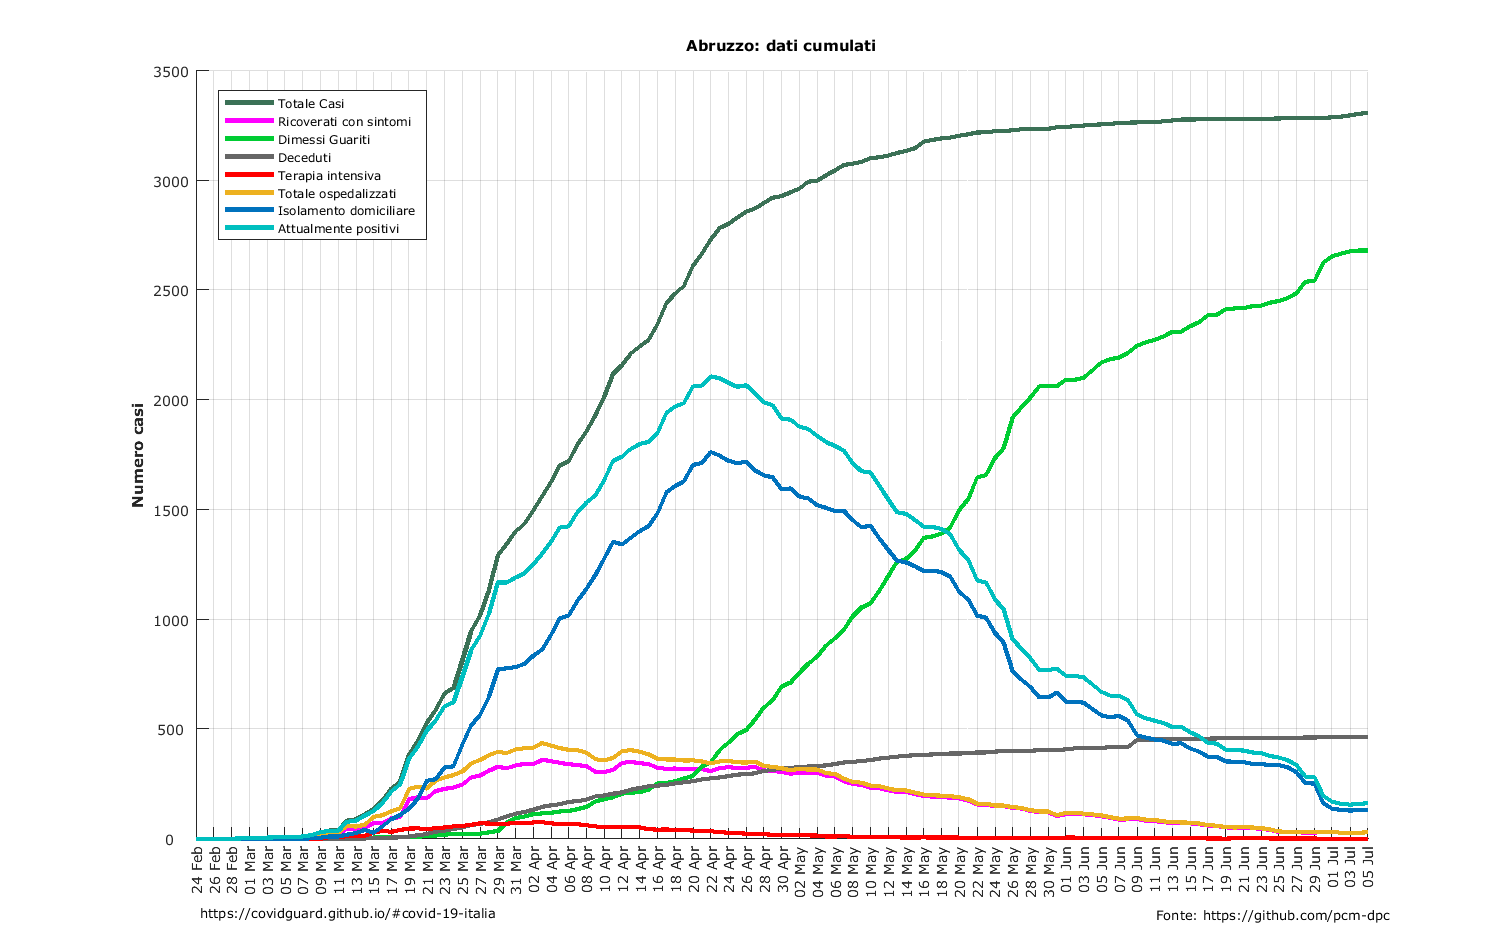 Abruzzo: dati cumulati
Numero casi
3500
3000
2500
2000
1500
1000
500
0
Totale Casi
Ricoverati con sintomi
Dimessi Guariti
Deceduti
Terapia intensiva
Totale ospedalizzati
Isolamento domiciliare
Attualmente positivi
24 Feb
26 Feb
28 Feb
01 Mar
03 Mar
05 Mar
07 Mar
09 Mar
11 Mar
13 Mar
15 Mar
17 Mar
19 Mar
21 Mar
23 Mar
25 Mar
27 Mar
29 Mar
31 Mar
02 Apr
04 Apr
06 Apr
08 Apr
10 Apr
12 Apr
14 Apr
16 Apr
18 Apr
20 Apr
22 Apr
24 Apr
26 Apr
28 Apr
30 Apr
02 May
04 May
06 May
08 May
10 May
12 May
14 May
16 May
18 May
20 May
22 May
24 May
26 May
28 May
30 May
01 Jun
03 Jun
05 Jun
07 Jun
09 Jun
11 Jun
13 Jun
15 Jun
17 Jun
19 Jun
21 Jun
23 Jun
25 Jun
27 Jun
29 Jun
01 Jul
03 Jul
05 Jul
https://covidguard.github.io/#covid-19-italia
Fonte: https://github.com/pcm-dpc